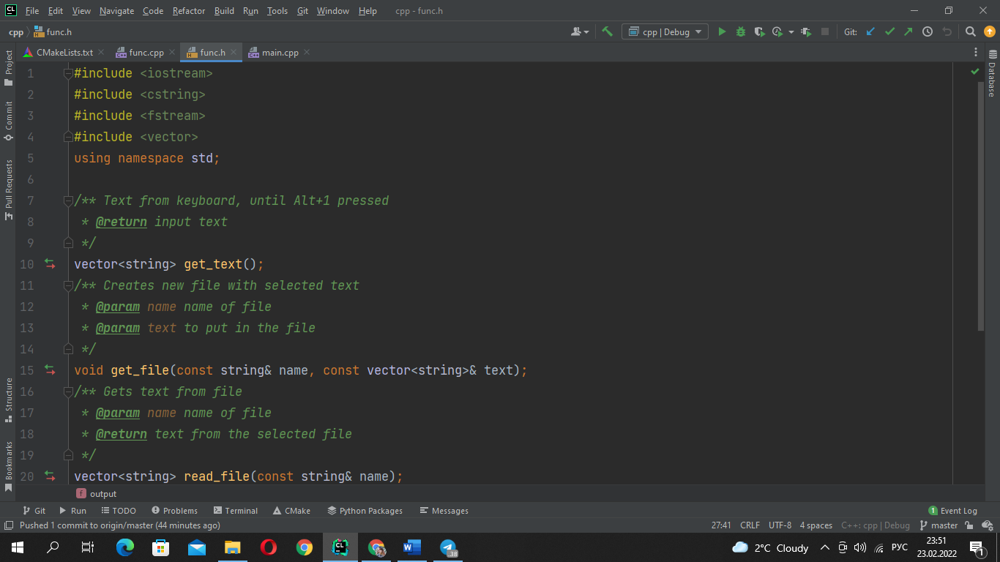 CL File Edit View Navigate Code Refactor Build Run Tools Git Window Help cpp - func.h
cpp func.h cpp | Debug Git:
CMakeLists.txt func.cpp func.h main.cpp
Project
Commit
Pull Requests
Structure
Bookmarks
Database
1 #include <iostream>
2 #include <cstring>
3 #include <fstream>
4 #include <vector>
5 using namespace std;
6
7 /** Text from keyboard, until Alt+1 pressed
8 * @return input text
9 */
10 vector<string> get_text();
11 /** Creates new file with selected text
12 * @param name name of file
13 * @param text to put in the file
14 */
15 void get_file(const string& name, const vector<string>& text);
16 /** Gets text from file
17 * @param name name of file
18 * @return text from the selected file
19 */
20 vector<string> read_file(const string& name);
f output
Git Run TODO Problems Terminal CMake Python Packages Messages 1 Event Log
Pushed 1 commit to origin/master (44 minutes ago) 27:41 CRLF UTF-8 4 spaces C++: cpp | Debug master
2°C Cloudy РУС 23:51
23.02.2022 1